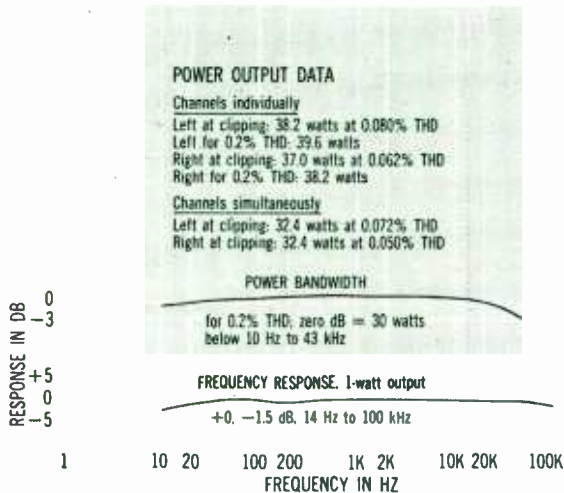 POWER OUTPUT DATA
Channels individually
Left at clipping: 38.2 watts at 0.080% THD
Left for 0.2% THD: 39.6 watts
Right at clipping: 37.0 watts at 0.062% THD
Right for 0.2% THD: 38.2 watts
Channels simultaneously
Left at clipping: 32.4 watts at 0.072% THD
Right at clipping: 32.4 watts at 0.050% THD
POWER BANDWIDTH
0
−3
for 0.2% THD; zero dB = 30 watts
below 10 Hz to 43 kHz
RESPONSE IN DB
+5
0
−5
FREQUENCY RESPONSE. 1-watt output
+0, −1.5 dB, 14 Hz to 100 kHz
1 10 20 100 200 1K 2K 10K 20K 100K
FREQUENCY IN HZ